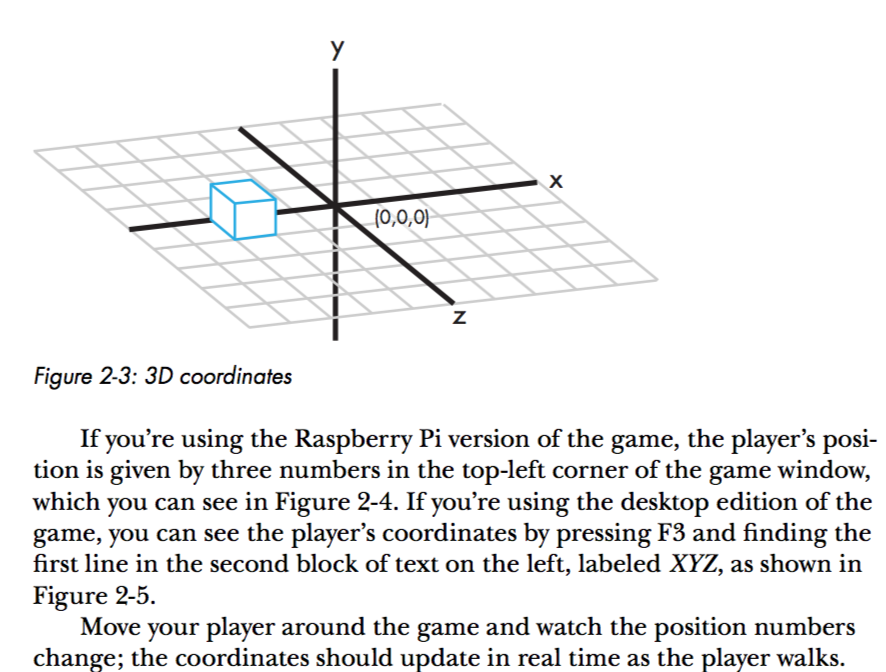 y
x
(0,0,0)
z
Figure 2-3: 3D coordinates
If you’re using the Raspberry Pi version of the game, the player’s posi-
tion is given by three numbers in the top-left corner of the game window,
which you can see in Figure 2-4. If you’re using the desktop edition of the
game, you can see the player’s coordinates by pressing F3 and finding the
first line in the second block of text on the left, labeled XYZ, as shown in
Figure 2-5.
Move your player around the game and watch the position numbers
change; the coordinates should update in real time as the player walks.